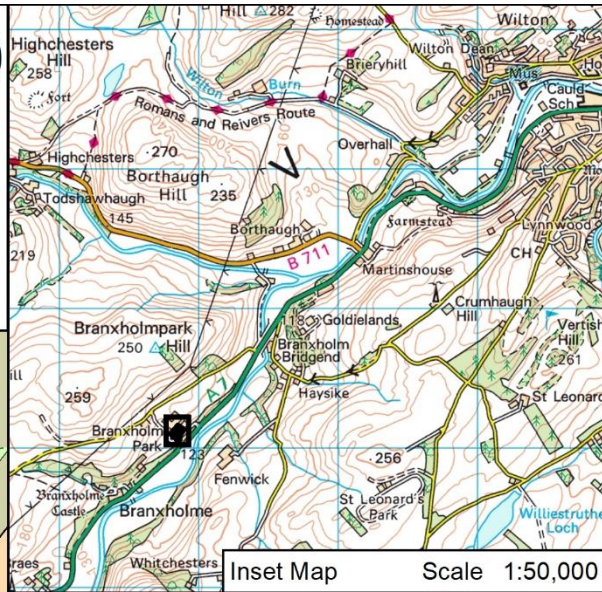 Hill 282
Homestead
Wilton
Highchesters
Hill
258
Fort
Wilton Dean
Brieryhill
Wilton
Burn
Mus
Cauld
Sch
Romans and Reivers Route
Overhall
Highchesters
270
Borthaugh
Hill
235
130
Todshawhaugh
145
Borthaugh
Farmstead
Lynnwood
219
B 711
CH
Martinshouse
Crumhaugh
Hill
118
Goldielands
Branxholmpark
250 Hill
Branxholm
Bridgend
Vertish
Hill
261
A7
259
Haysike
St Leonard
Branxholm
Park
123
256
Fenwick
Branxholme
Castle
Branxholme
St Leonard's
Park
Williestruther
Loch
180
Whitchesters
Inset Map Scale 1:50,000